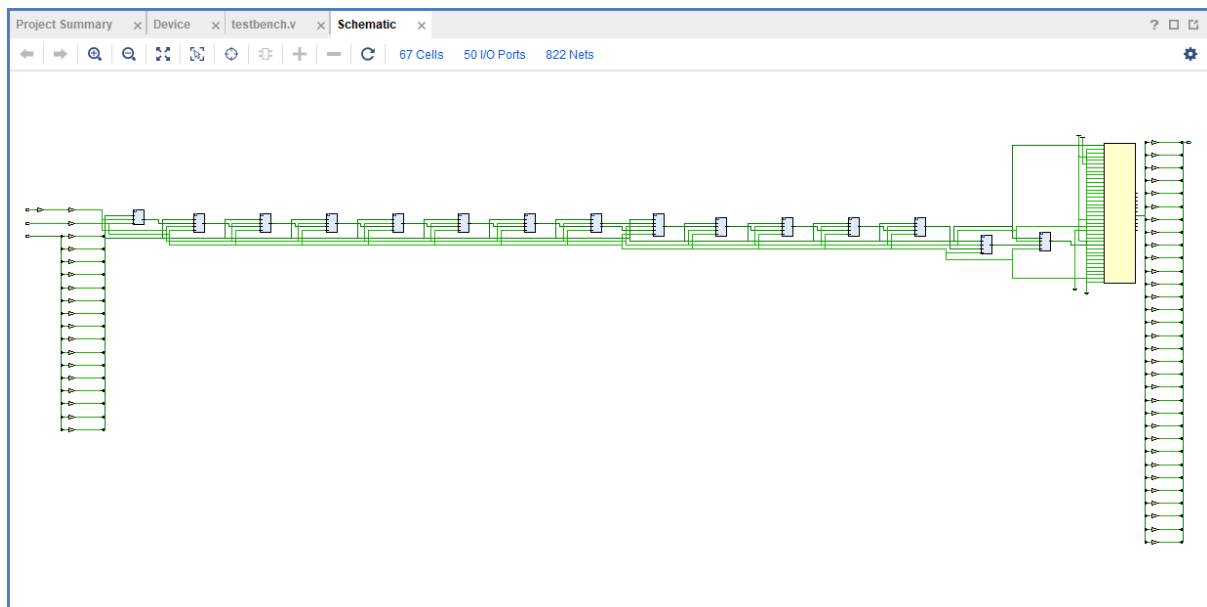 Project Summary × Device × testbench.v × Schematic × ?
67 Cells 50 I/O Ports 822 Nets